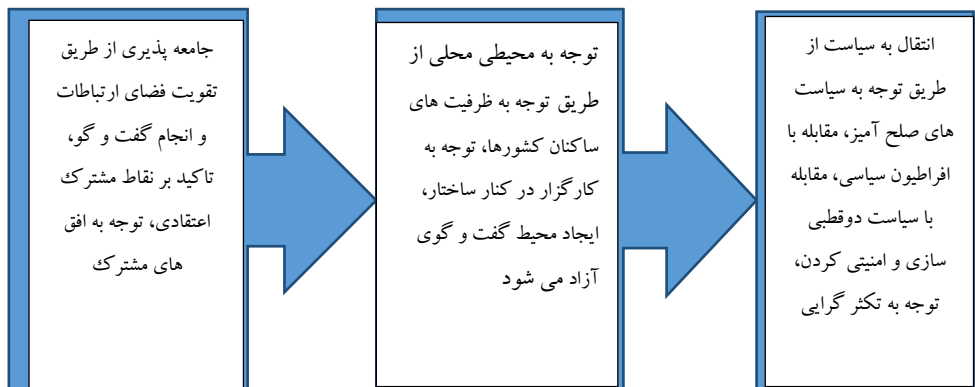 جامعه پذیری از طریق
تقویت فضای ارتباطات
و انجام گفت و گو،
تاکید بر نقاط مشترک
اعتقادی، توجه به افق
های مشترک
توجه به محیطی محلی از
طریق توجه به ظرفیت های
ساکنان کشورها، توجه به
کارگزار در کنار ساختار،
ایجاد محیط گفت و گوی
آزاد می شود
انتقال به سیاست از
طریق توجه به سیاست
های صلح آمیز، مقابله با
افراطیون سیاسی، مقابله
با سیاست دوقطبی
سازی و امنیتی کردن،
توجه به تکثر گرایی